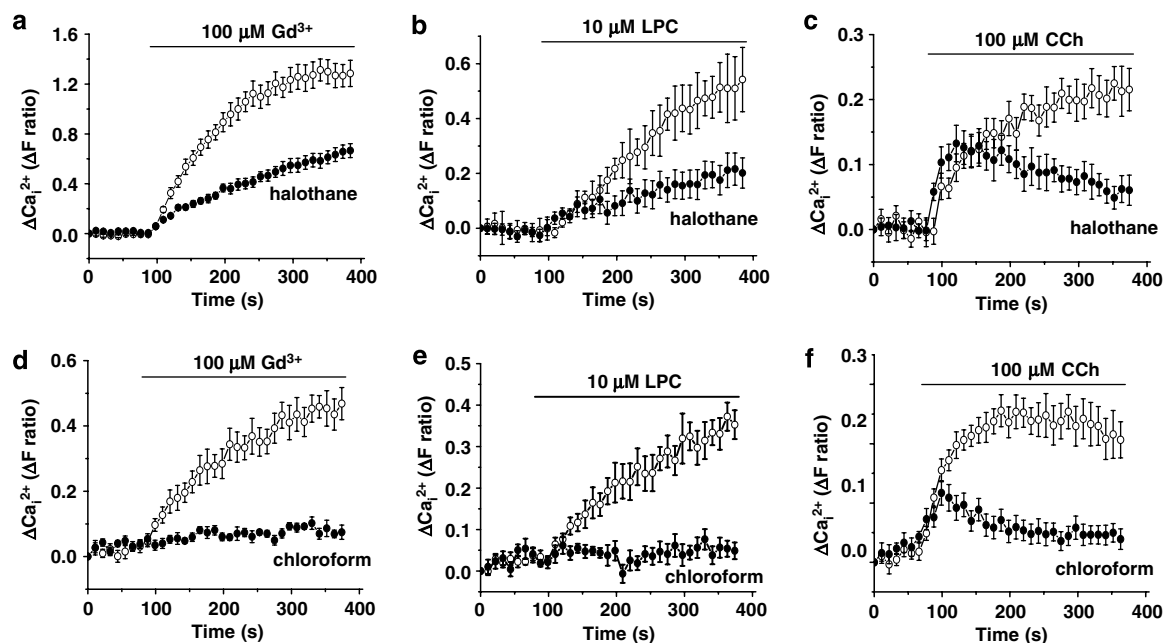 a
100 µM Gd³⁺
ΔCaᵢ²⁺ (ΔF ratio)
1.6
1.2
0.8
0.4
0.0
halothane
0 100 200 300 400
Time (s)
b
10 µM LPC
ΔCaᵢ²⁺ (ΔF ratio)
0.6
0.4
0.2
0.0
halothane
0 100 200 300 400
Time (s)
c
100 µM CCh
ΔCaᵢ²⁺ (ΔF ratio)
0.3
0.2
0.1
0.0
halothane
0 100 200 300 400
Time (s)
d
100 µM Gd³⁺
ΔCaᵢ²⁺ (ΔF ratio)
0.6
0.4
0.2
0.0
chloroform
0 100 200 300 400
Time (s)
e
10 µM LPC
ΔCaᵢ²⁺ (ΔF ratio)
0.5
0.4
0.3
0.2
0.1
0.0
chloroform
0 100 200 300 400
Time (s)
f
100 µM CCh
ΔCaᵢ²⁺ (ΔF ratio)
0.3
0.2
0.2
0.1
0.1
0.0
chloroform
0 100 200 300 400
Time (s)